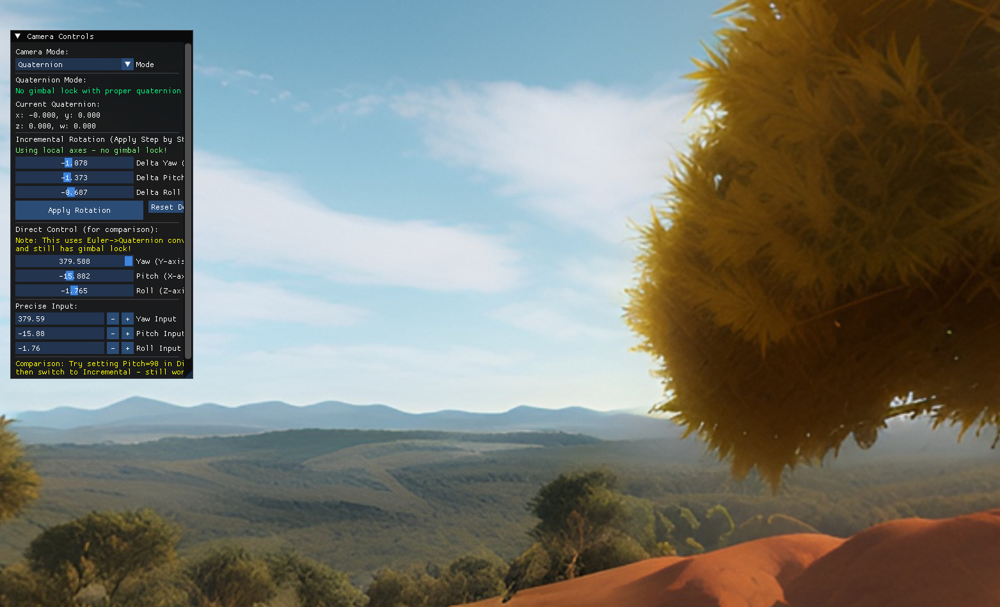 Camera Controls
Camera Mode:
Quaternion Mode
Quaternion Mode:
No gimbal lock with proper quaternion
Current Quaternion:
x: -0.000, y: 0.000
z: 0.000, w: 0.000
Incremental Rotation (Apply Step by St
Using local axes - no gimbal lock!
-1.078 Delta Yaw (
-1.373 Delta Pitch
-0.687 Delta Roll
Apply Rotation Reset De
Direct Control (for comparison):
Note: This uses Euler->Quaternion conv
and still has gimbal lock!
379.588 Yaw (Y-axis
-15.882 Pitch (X-ax
-1.765 Roll (Z-axi
Precise Input:
379.59 - + Yaw Input
-15.88 - + Pitch Input
-1.76 - + Roll Input
Comparison: Try setting Pitch=90 in Di
then switch to Incremental - still wor